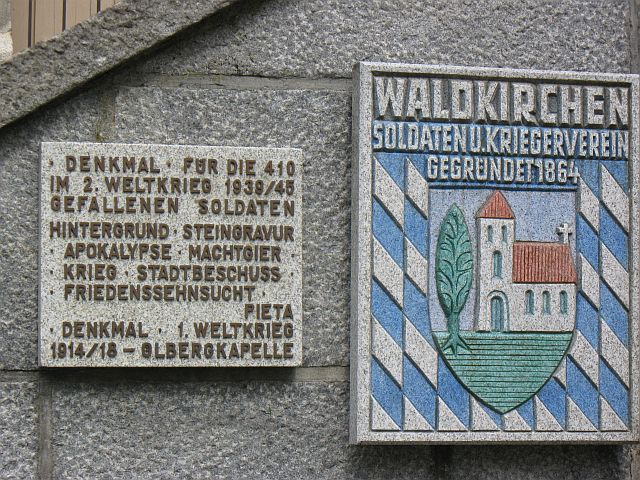 · DENKMAL · FÜR DIE 410
IM 2. WELTKRIEG 1939/45
GEFALLENEN SOLDATEN
HINTERGRUND · STEINGRAVUR
APOKALYPSE · MACHTGIER ·
· KRIEG · STADTBESCHUSS ·
· FRIEDENSSEHNSUCHT ·
PIETA
· DENKMAL · 1. WELTKRIEG ·
1914/18 – ÖLBERGKAPELLE
WALDKIRCHEN
SOLDATEN U. KRIEGERVEREIN
GEGRÜNDET 1864